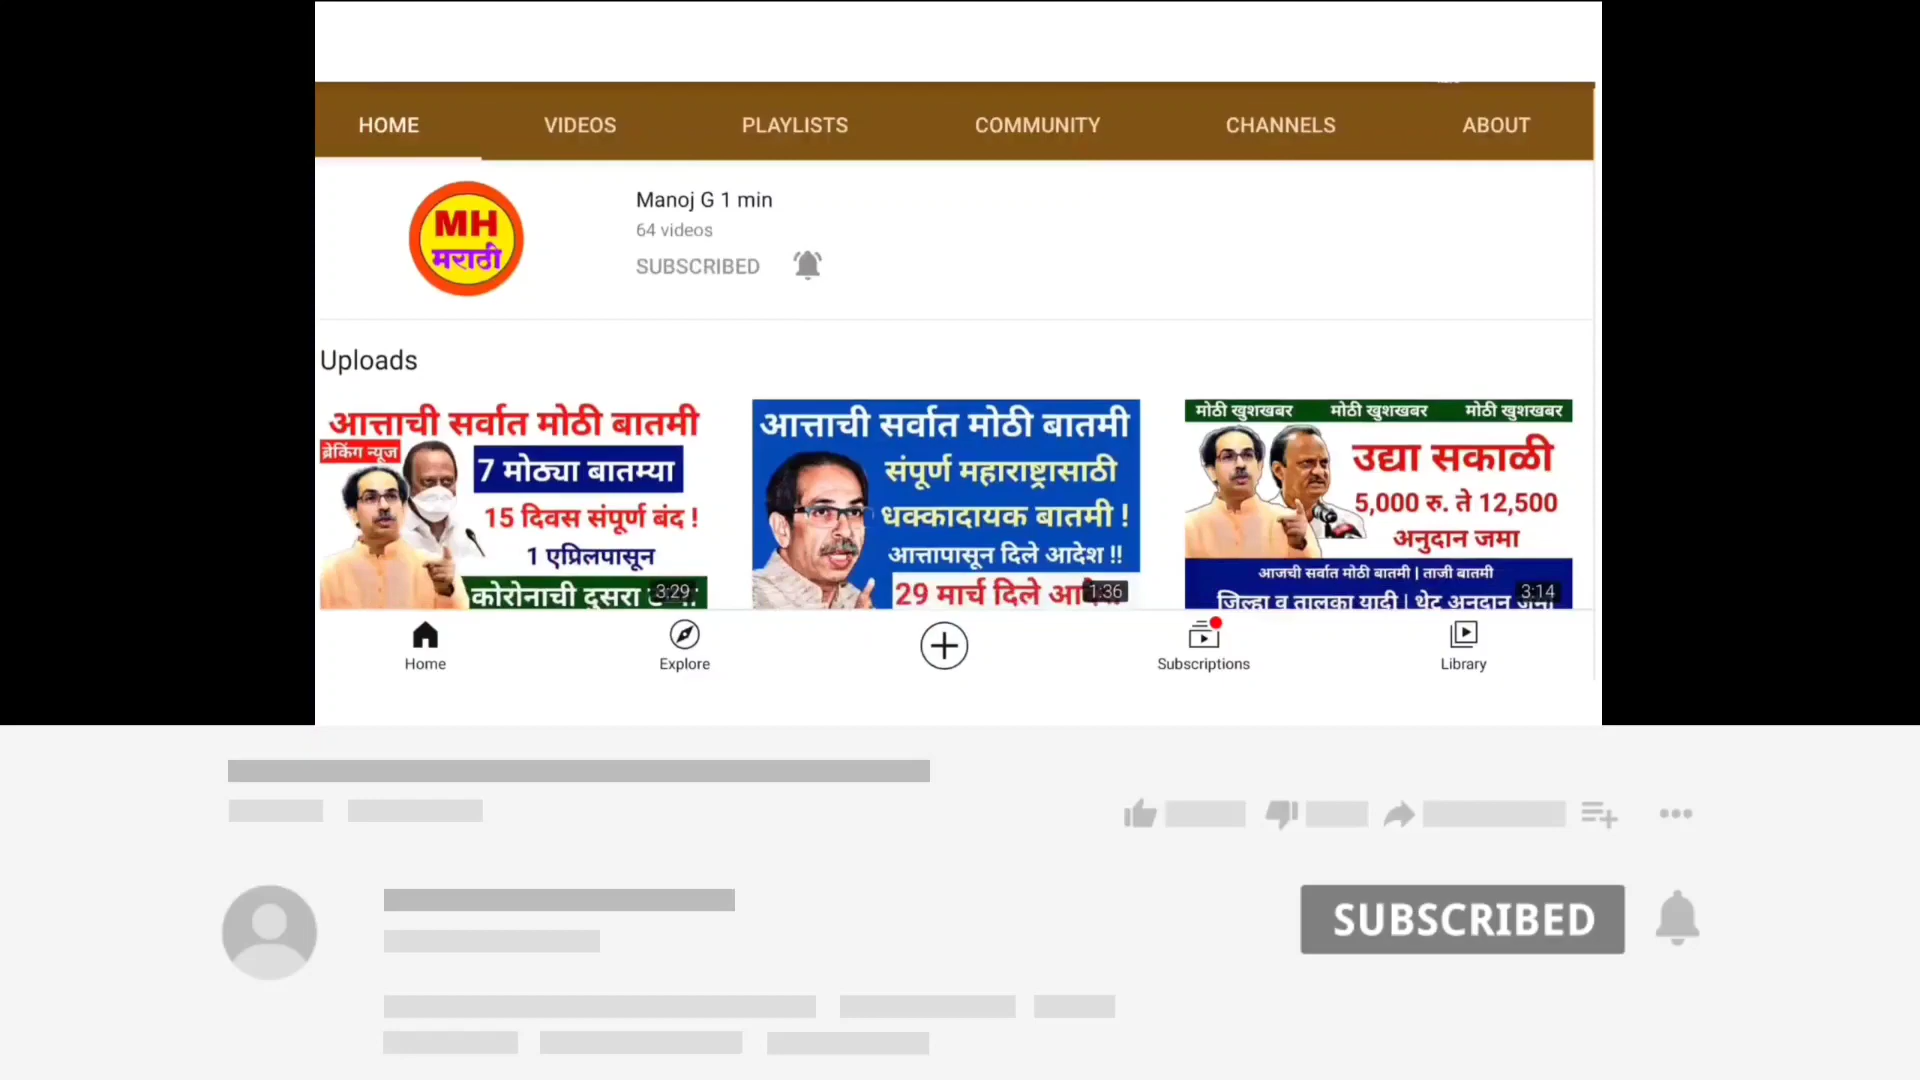 HOME VIDEOS PLAYLISTS COMMUNITY CHANNELS ABOUT
MH
मराठी
Manoj G 1 min
64 videos
SUBSCRIBED
Uploads
आत्ताची सर्वात मोठी बातमी
ब्रेकिंग न्यूज
7 मोठ्या बातम्या
15 दिवस संपूर्ण बंद !
1 एप्रिलपासून
कोरोनाची दुसरा
3:29
आत्ताची सर्वात मोठी बातमी
संपूर्ण महाराष्ट्रासाठी
धक्कादायक बातमी !
आत्तापासून दिले आदेश !!
29 मार्च दिले
1:36
मोठी खुशखबर मोठी खुशखबर मोठी खुशखबर
उद्या सकाळी
5,000 रु. ते 12,500
अनुदान जमा
आजची सर्वात मोठी बातमी | ताजी बातमी
जिल्हा व तालुका यादी | थेट अनुदान जमा
3:14
Home Explore Subscriptions Library
SUBSCRIBED